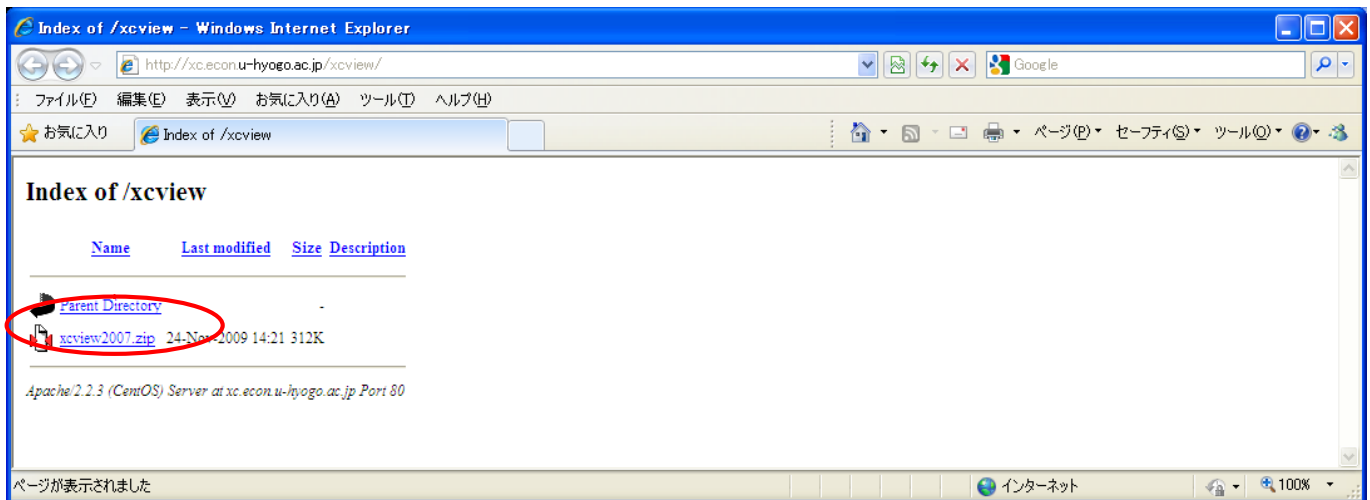 Index of /xcview - Windows Internet Explorer
http://xc.econ.u-hyogo.ac.jp/xcview/
Google
ファイル(F) 編集(E) 表示(V) お気に入り(A) ツール(T) ヘルプ(H)
お気に入り Index of /xcview ページ(P) セーフティ(S) ツール(O)
Index of /xcview
Name Last modified Size Description
Parent Directory -
xcview2007.zip 24-Nov-2009 14:21 312K
Apache/2.2.3 (CentOS) Server at xc.econ.u-hyogo.ac.jp Port 80
ページが表示されました インターネット 100%